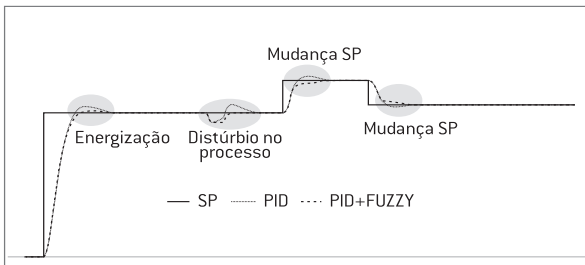 Mudança SP
Energização
Distúrbio no
processo
Mudança SP
SP PID PID+FUZZY